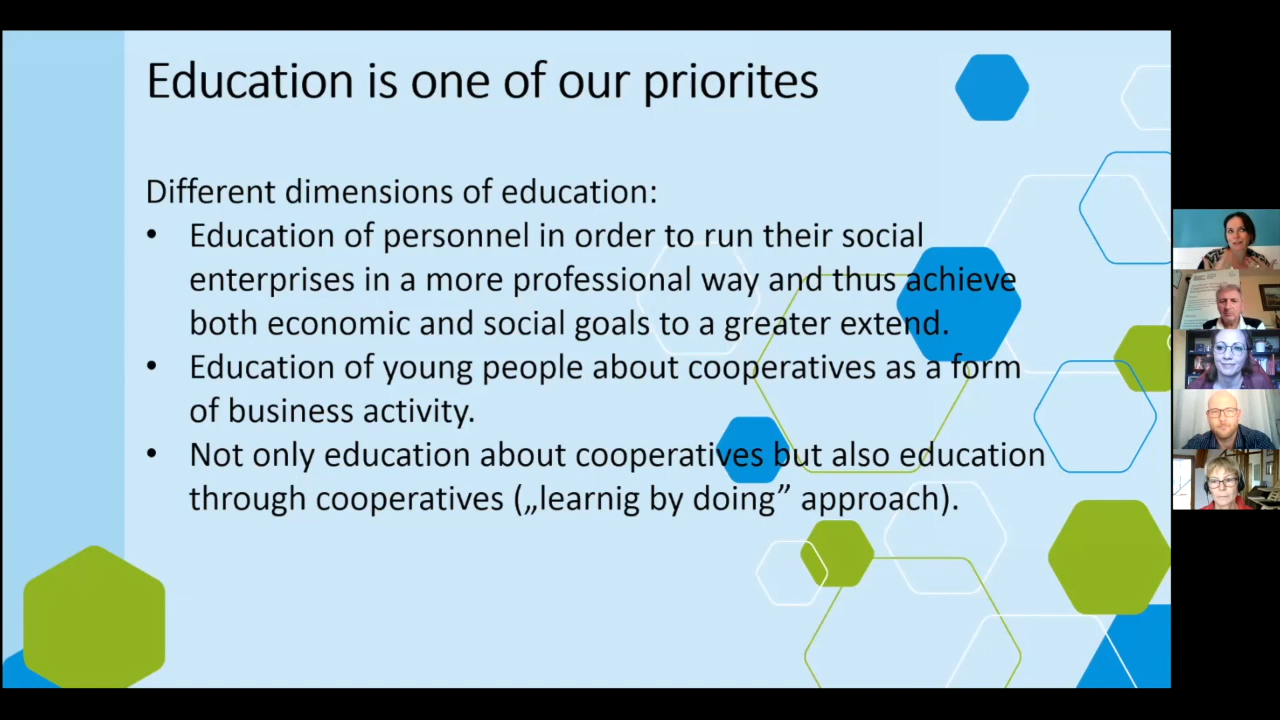 Education is one of our priorites
Different dimensions of education:
• Education of personnel in order to run their social
enterprises in a more professional way and thus achieve
both economic and social goals to a greater extend.
• Education of young people about cooperatives as a form
of business activity.
• Not only education about cooperatives but also education
through cooperatives („learnig by doing” approach).